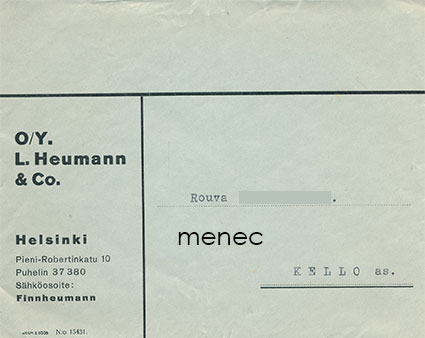 O/Y.
L. Heumann
& Co.
Helsinki
Pieni-Robertinkatu 10
Puhelin 37 380
Sähköosoite:
Finnheumann
N:o 15431.
Rouva .
menec
KELLO as.